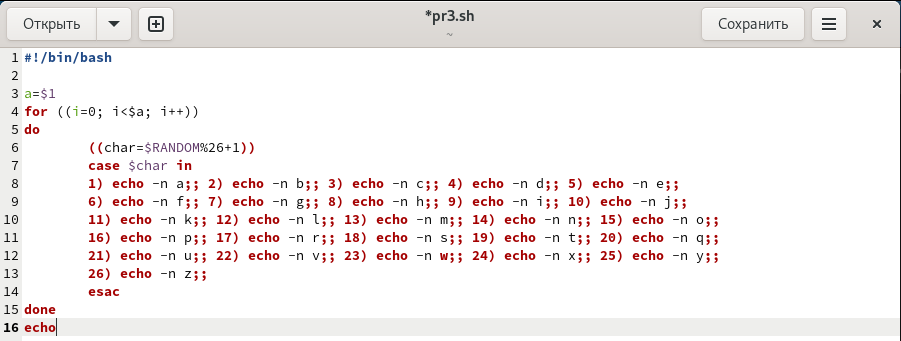 Открыть
*pr3.sh
~
Сохранить
1 #!/bin/bash
2
3 a=$1
4 for ((i=0; i<$a; i++))
5 do
6 ((char=$RANDOM%26+1))
7 case $char in
8 1) echo -n a;; 2) echo -n b;; 3) echo -n c;; 4) echo -n d;; 5) echo -n e;;
9 6) echo -n f;; 7) echo -n g;; 8) echo -n h;; 9) echo -n i;; 10) echo -n j;;
10 11) echo -n k;; 12) echo -n l;; 13) echo -n m;; 14) echo -n n;; 15) echo -n o;;
11 16) echo -n p;; 17) echo -n r;; 18) echo -n s;; 19) echo -n t;; 20) echo -n q;;
12 21) echo -n u;; 22) echo -n v;; 23) echo -n w;; 24) echo -n x;; 25) echo -n y;;
13 26) echo -n z;;
14 esac
15 done
16 echo